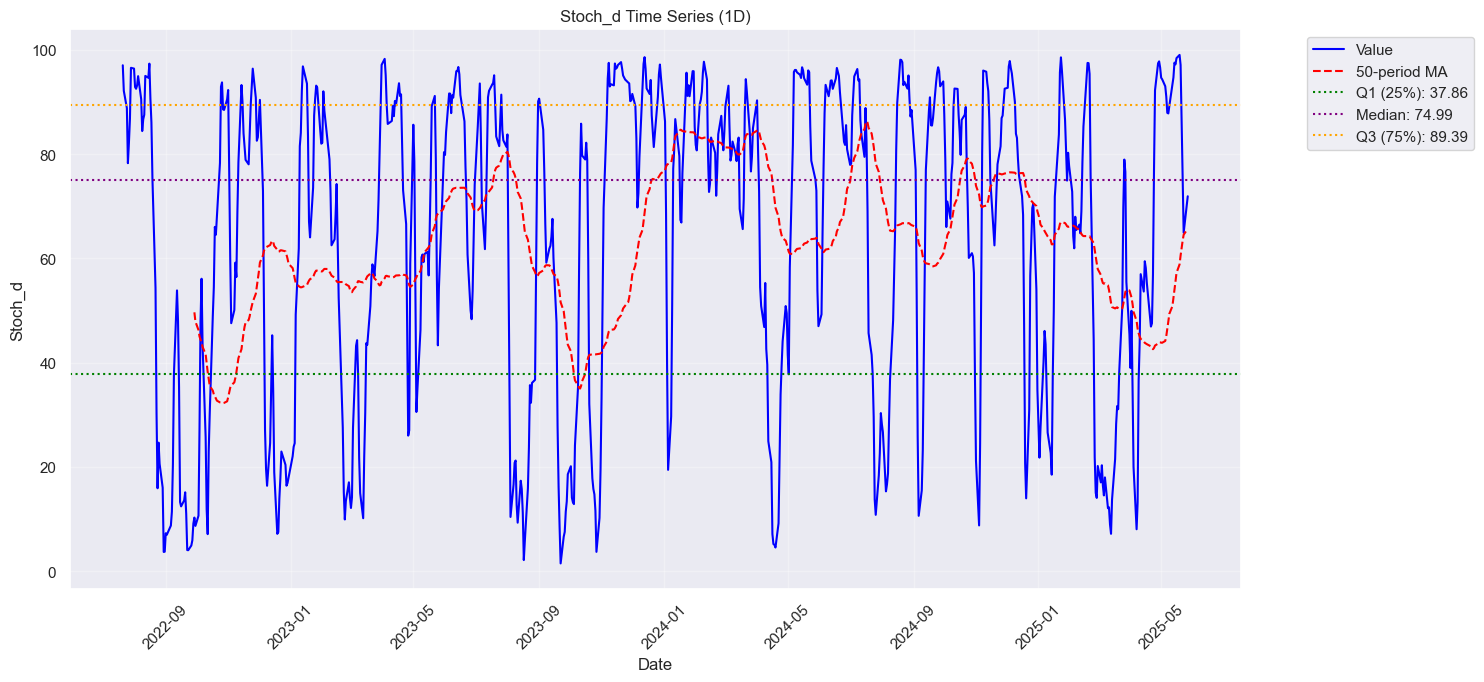 Stoch_d Time Series (1D)
Value
50-period MA
Q1 (25%): 37.86
Median: 74.99
Q3 (75%): 89.39
Stoch_d
100
80
60
40
20
0
2022-09
2023-01
2023-05
2023-09
2024-01
2024-05
2024-09
2025-01
2025-05
Date